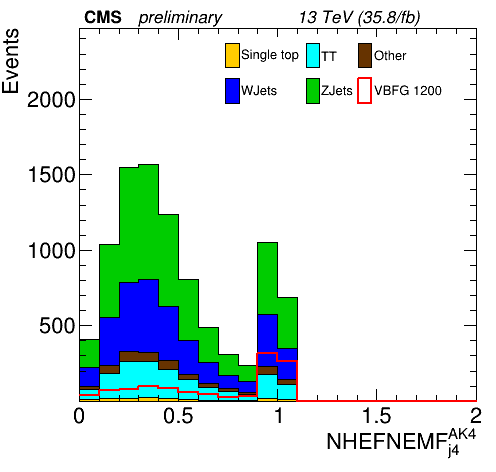 CMS preliminary 13 TeV (35.8/fb)
Events
Single top TT Other
WJets ZJets VBFG 1200
2000
1500
1000
500
0 0.5 1 1.5 2
NHEFNEMF^{AK4}_{j4}